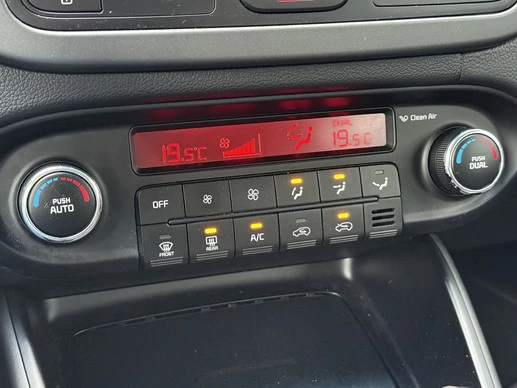 Clean Air
DUAL
19.5°C
19.5°C
PUSH
AUTO
OFF
PUSH
DUAL
FRONT
REAR
A/C